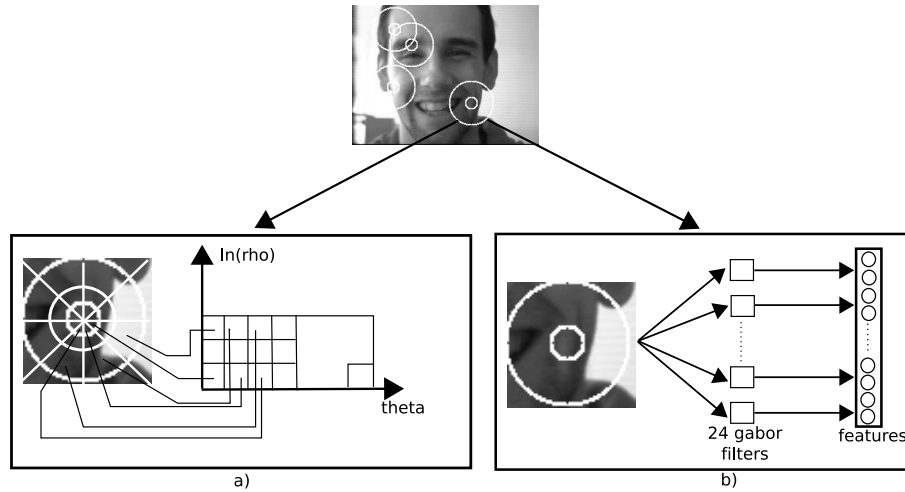 ln(rho)
theta
24 gabor
filters
features
a)
b)